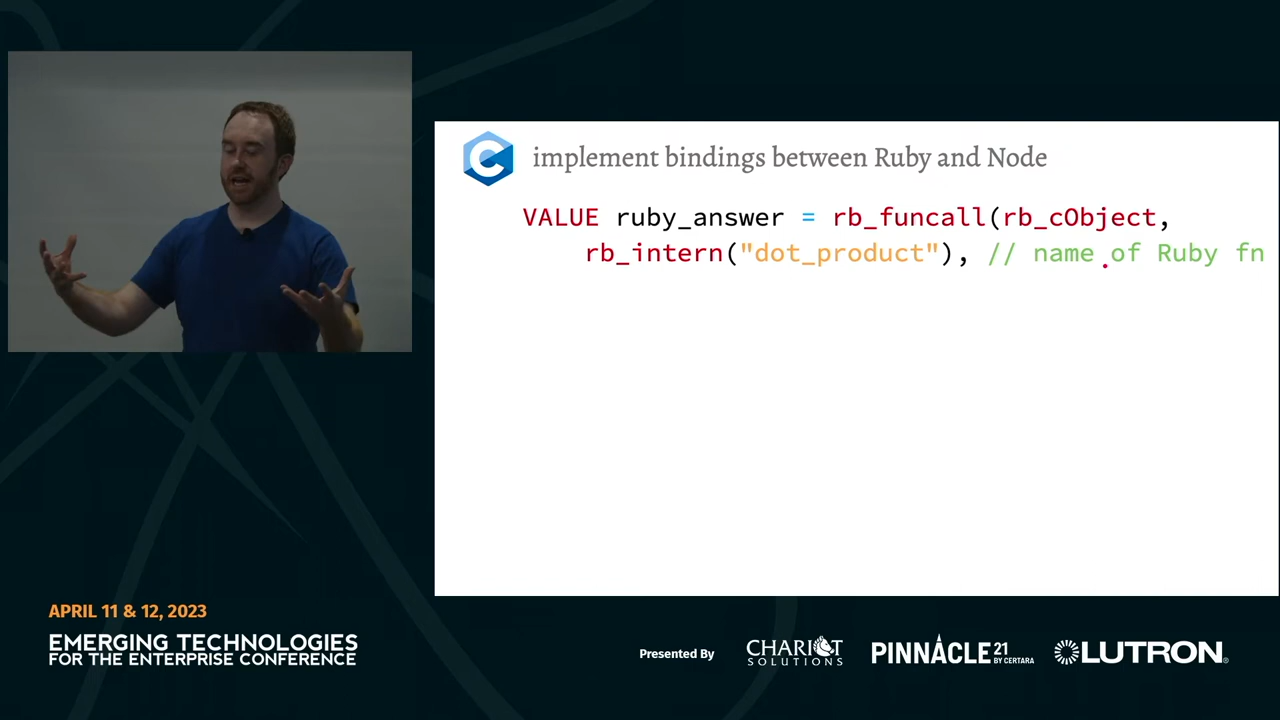 C
implement bindings between Ruby and Node
VALUE ruby_answer = rb_funcall(rb_cObject,
rb_intern("dot_product"), // name of Ruby fn
APRIL 11 & 12, 2023
EMERGING TECHNOLOGIES
FOR THE ENTERPRISE CONFERENCE
Presented By
CHARIOT
SOLUTIONS
PINNACLE 21
BY CERTARA
LUTRON®